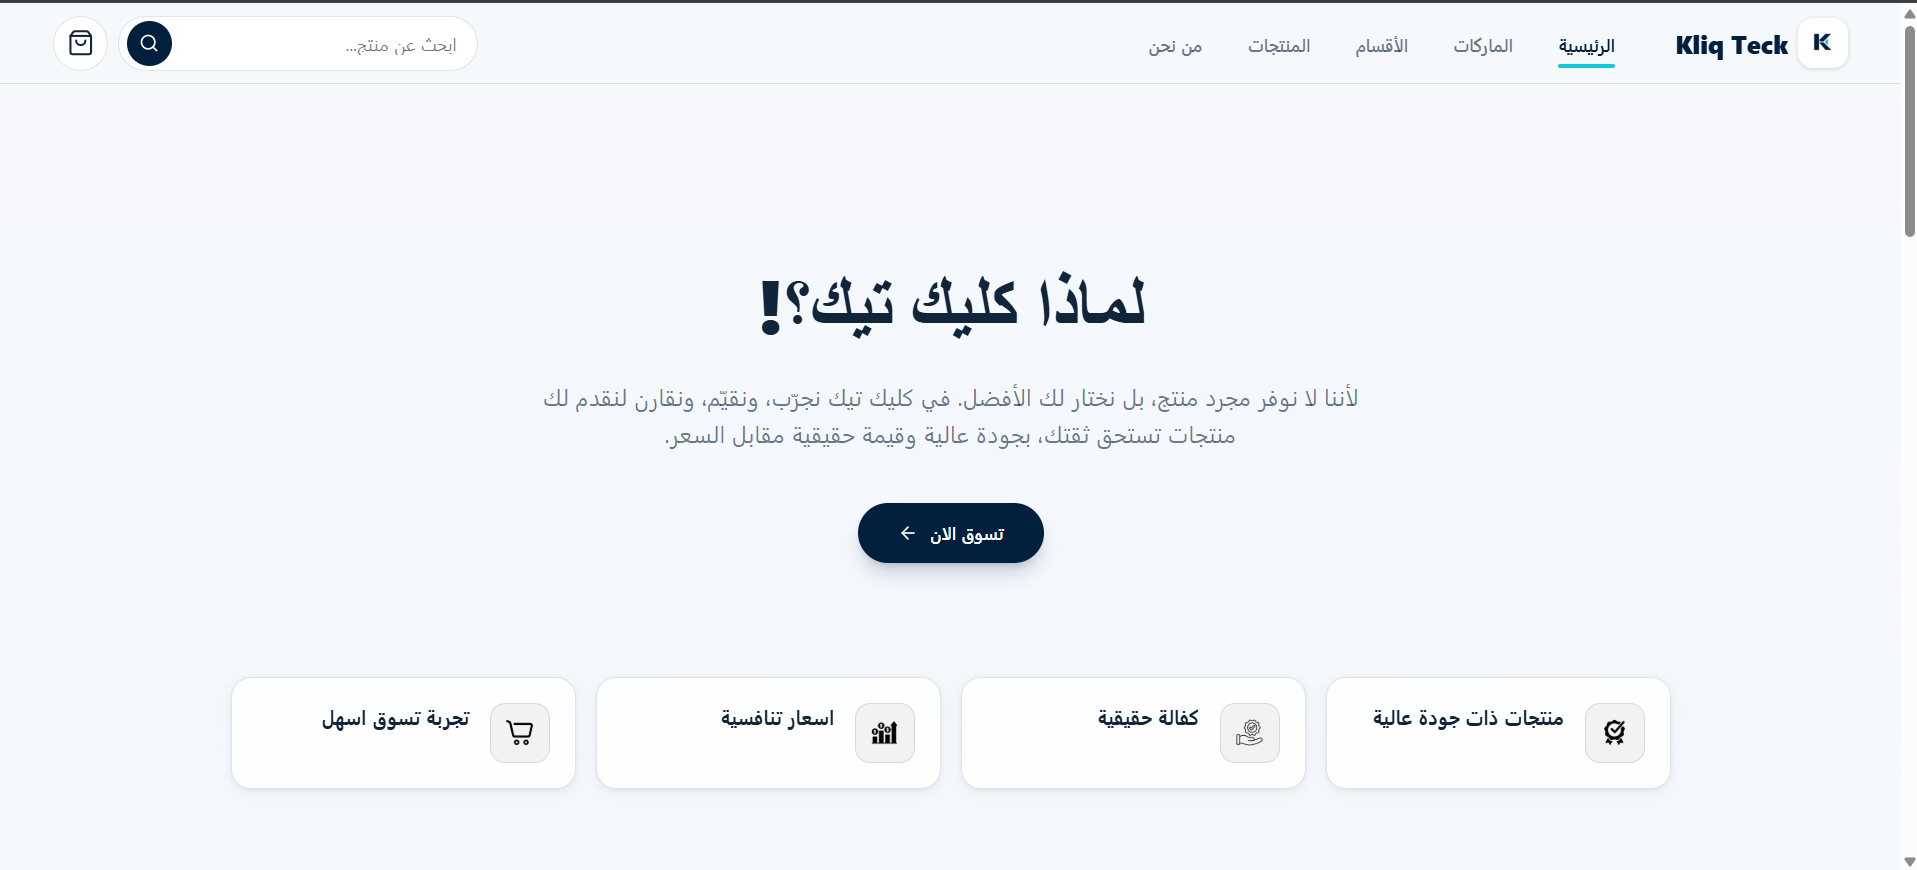 Kliq Teck
الرئيسية
الماركات
الأقسام
المنتجات
من نحن
ابحث عن منتج...
لماذا كليك تيك؟!
لأننا لا نوفر مجرد منتج، بل نختار لك الأفضل. في كليك تيك نجرّب، ونقيّم، ونقارن لنقدم لك
منتجات تستحق ثقتك، بجودة عالية وقيمة حقيقية مقابل السعر.
تسوق الان
منتجات ذات جودة عالية
كفالة حقيقية
اسعار تنافسية
تجربة تسوق اسهل